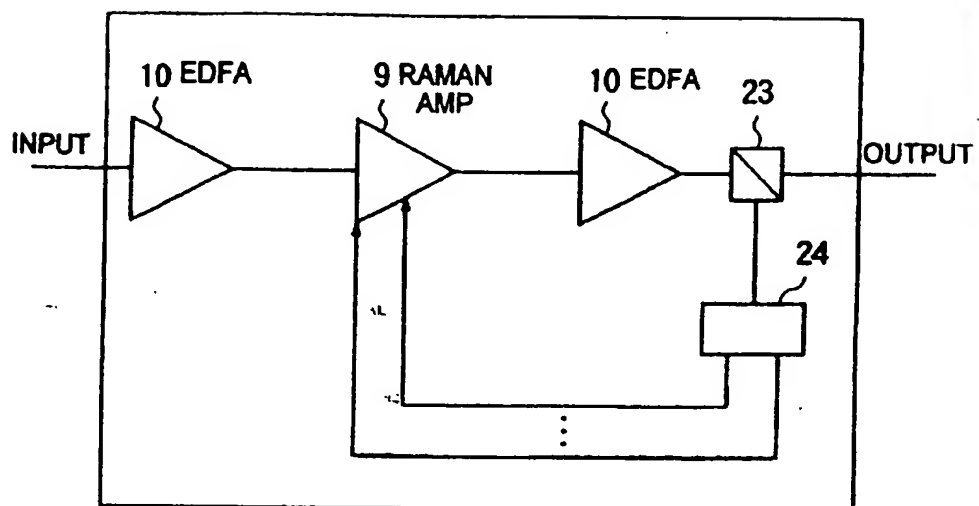 10 EDFA
9 RAMAN
AMP
10 EDFA
23
INPUT
OUTPUT
24